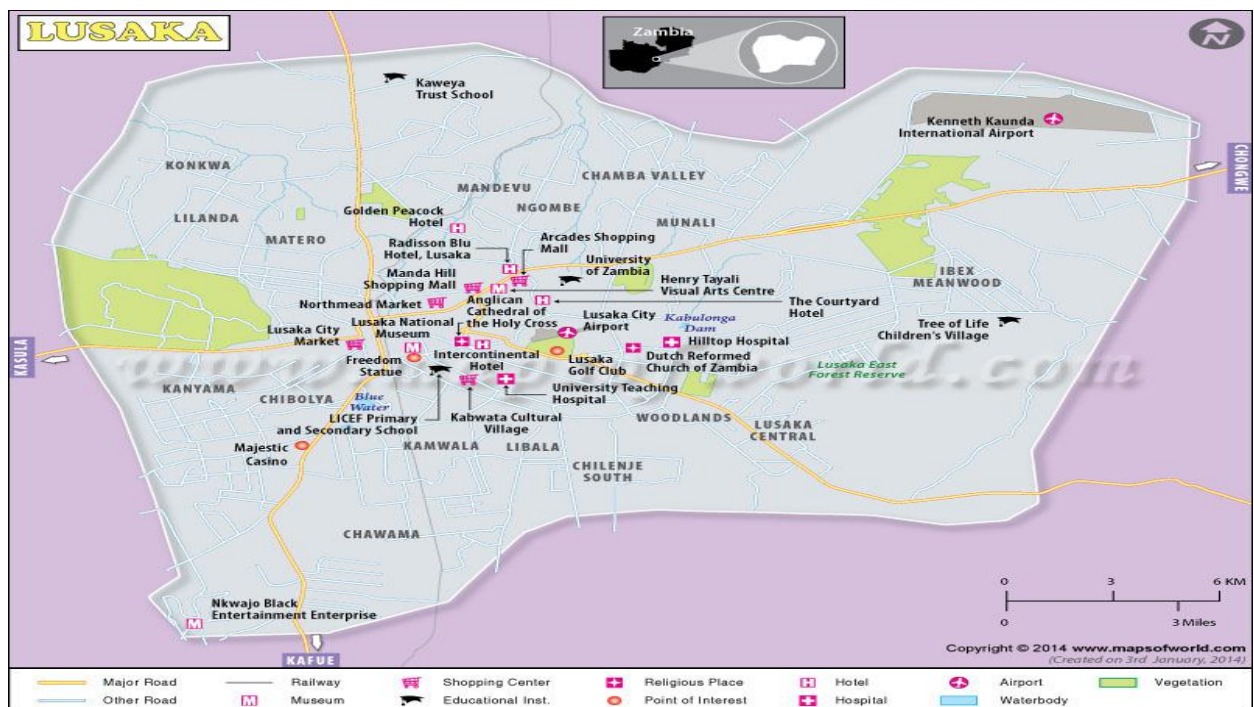 LUSAKA
Zambia
N
Kaweya
Trust School
Kenneth Kaunda
International Airport
CHONGWE
KONKWA
CHAMBA VALLEY
MANDEVU
LILANDA
NGOMBE
Golden Peacock
Hotel
MUNALI
MATERO
Radisson Blu
Hotel, Lusaka
Arcades Shopping
Mall
University
of Zambia
Manda Hill
Shopping Mall
Henry Tayali
Visual Arts Centre
IBEX
MEANWOOD
Northmead Market
Anglican
Cathedral of
the Holy Cross
The Courtyard
Hotel
Lusaka City
Airport
Kabulonga
Dam
Lusaka National
Museum
Tree of Life
Children's Village
Lusaka City
Market
Hilltop Hospital
KASULA
Freedom
Statue
Intercontinental
Hotel
Lusaka
Golf Club
Dutch Reformed
Church of Zambia
Lusaka East
Forest Reserve
www.mapsofworld.com
KANYAMA
CHIBOLYA
Blue
Water
University Teaching
Hospital
LICEF Primary
and Secondary School
Kabwata Cultural
Village
WOODLANDS
LUSAKA
CENTRAL
Majestic
Casino
KAMWALA
LIBALA
CHILENJE
SOUTH
CHAWAMA
Nkwajo Black
Entertainment Enterprise
0 3 6 KM
0 3 Miles
KAFUE
Copyright © 2014 www.mapsofworld.com
(Created on 3rd January, 2014)
Major Road
Railway
Shopping Center
Religious Place
H Hotel
Airport
Vegetation
Other Road
M Museum
Educational Inst.
Point of Interest
Hospital
Waterbody